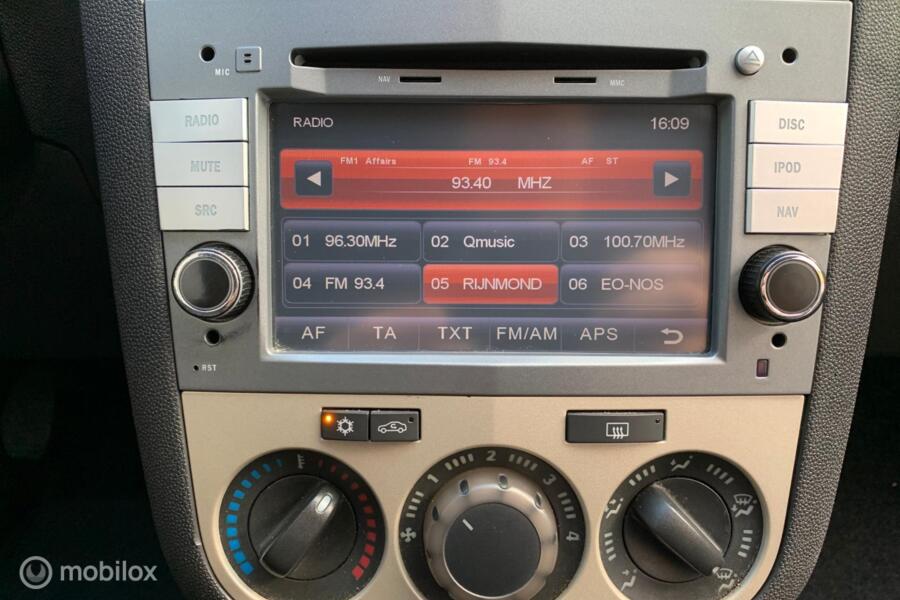 MIC
NAV
MMC
RADIO
MUTE
SRC
DISC
IPOD
NAV
RADIO 16:09
FM1 Affairs FM 93.4 AF ST
93.40 MHZ
01 96.30MHz 02 Qmusic 03 100.70MHz
04 FM 93.4 05 RIJNMOND 06 EO-NOS
AF TA TXT FM/AM APS
RST
1 2 3 4
mobilox